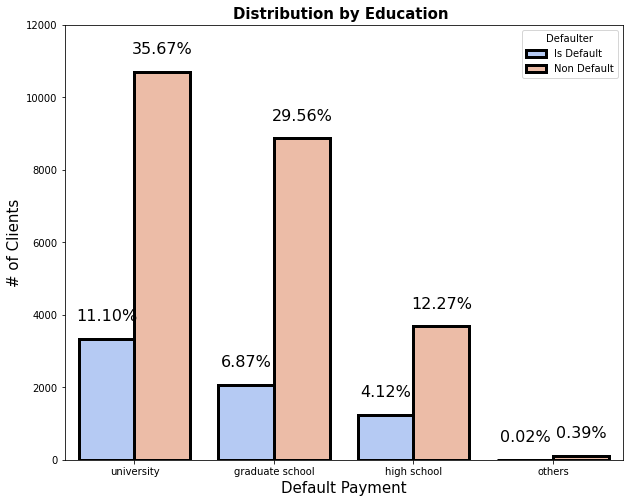 Distribution by Education
12000
10000
8000
6000
4000
2000
0
# of Clients
35.67%
29.56%
11.10%
6.87%
4.12%
12.27%
0.02%
0.39%
Defaulter
Is Default
Non Default
university
graduate school
high school
others
Default Payment